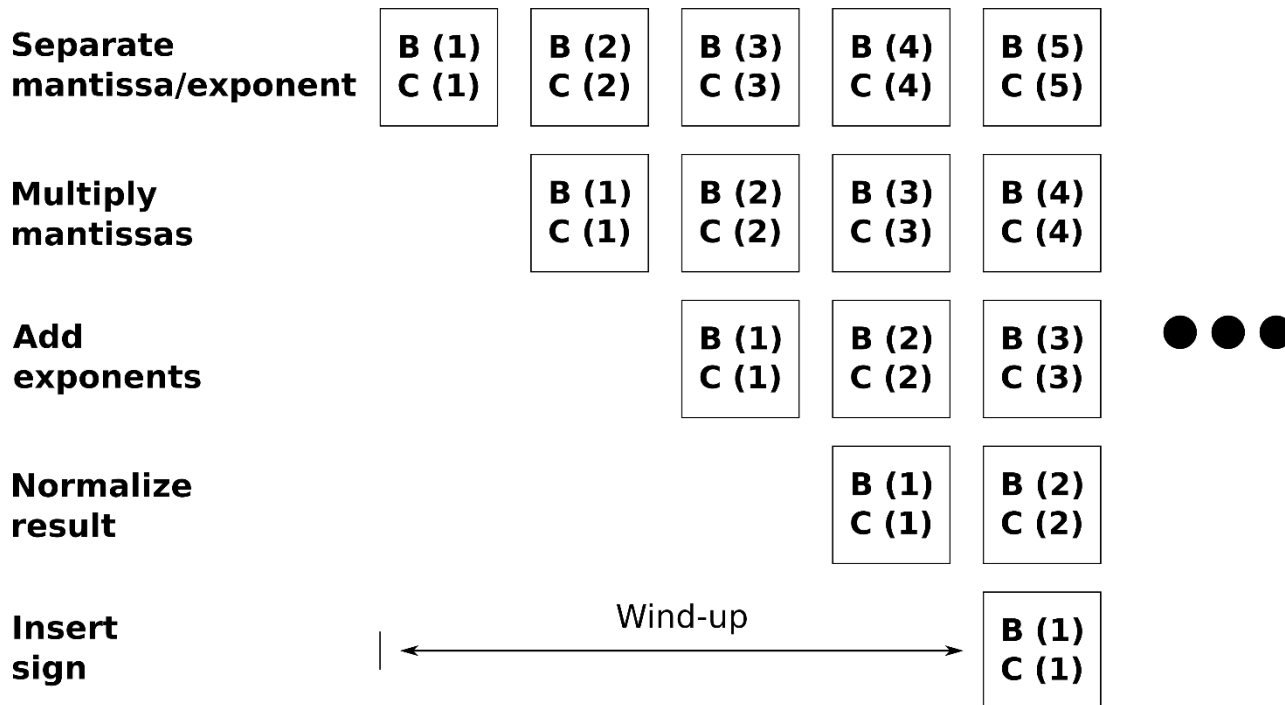 Separate
mantissa/exponent
B (1)
C (1)
B (2)
C (2)
B (3)
C (3)
B (4)
C (4)
B (5)
C (5)
Multiply
mantissas
B (1)
C (1)
B (2)
C (2)
B (3)
C (3)
B (4)
C (4)
Add
exponents
B (1)
C (1)
B (2)
C (2)
B (3)
C (3)
Normalize
result
B (1)
C (1)
B (2)
C (2)
Insert
sign
Wind-up
B (1)
C (1)